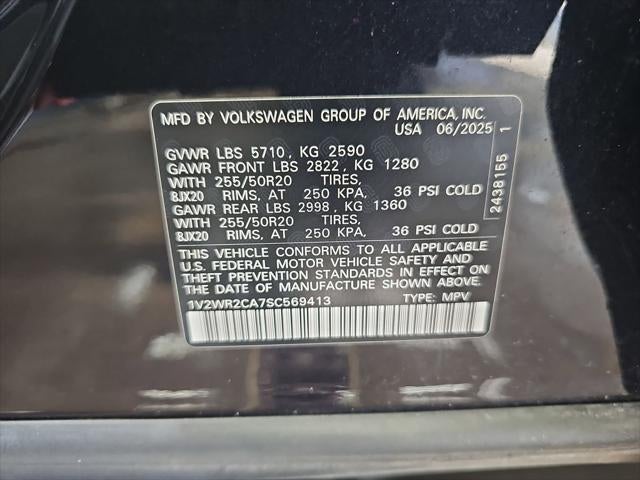 MFD BY VOLKSWAGEN GROUP OF AMERICA, INC.
USA 06/2025
GVWR LBS 5710, KG 2590
GAWR FRONT LBS 2822, KG 1280
WITH 255/50R20 TIRES,
8JX20 RIMS, AT 250 KPA, 36 PSI COLD
GAWR REAR LBS 2998, KG 1360
WITH 255/50R20 TIRES,
8JX20 RIMS, AT 250 KPA, 36 PSI COLD
THIS VEHICLE CONFORMS TO ALL APPLICABLE
U.S. FEDERAL MOTOR VEHICLE SAFETY AND
THEFT PREVENTION STANDARDS IN EFFECT ON
THE DATE OF MANUFACTURE SHOWN ABOVE.
1V2WR2CA7SC569413 TYPE: MPV
2438155 1